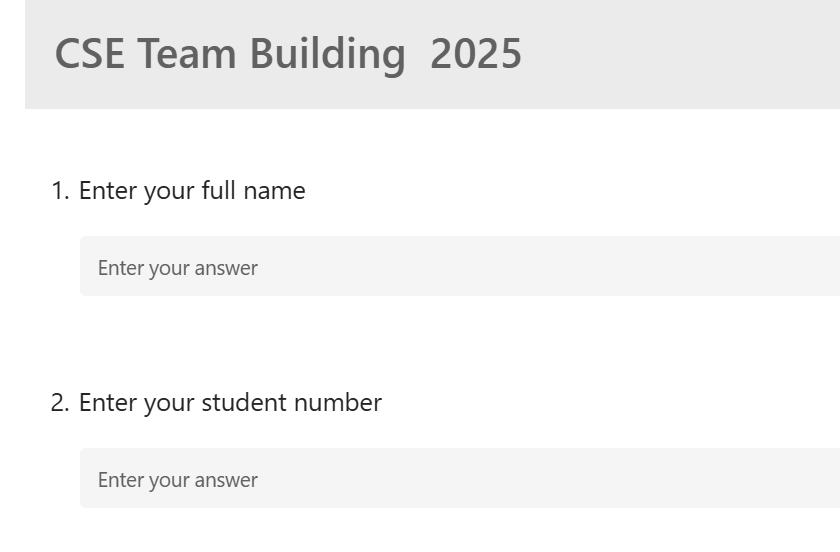 CSE Team Building  2025
1. Enter your full name
Enter your answer
2. Enter your student number
Enter your answer